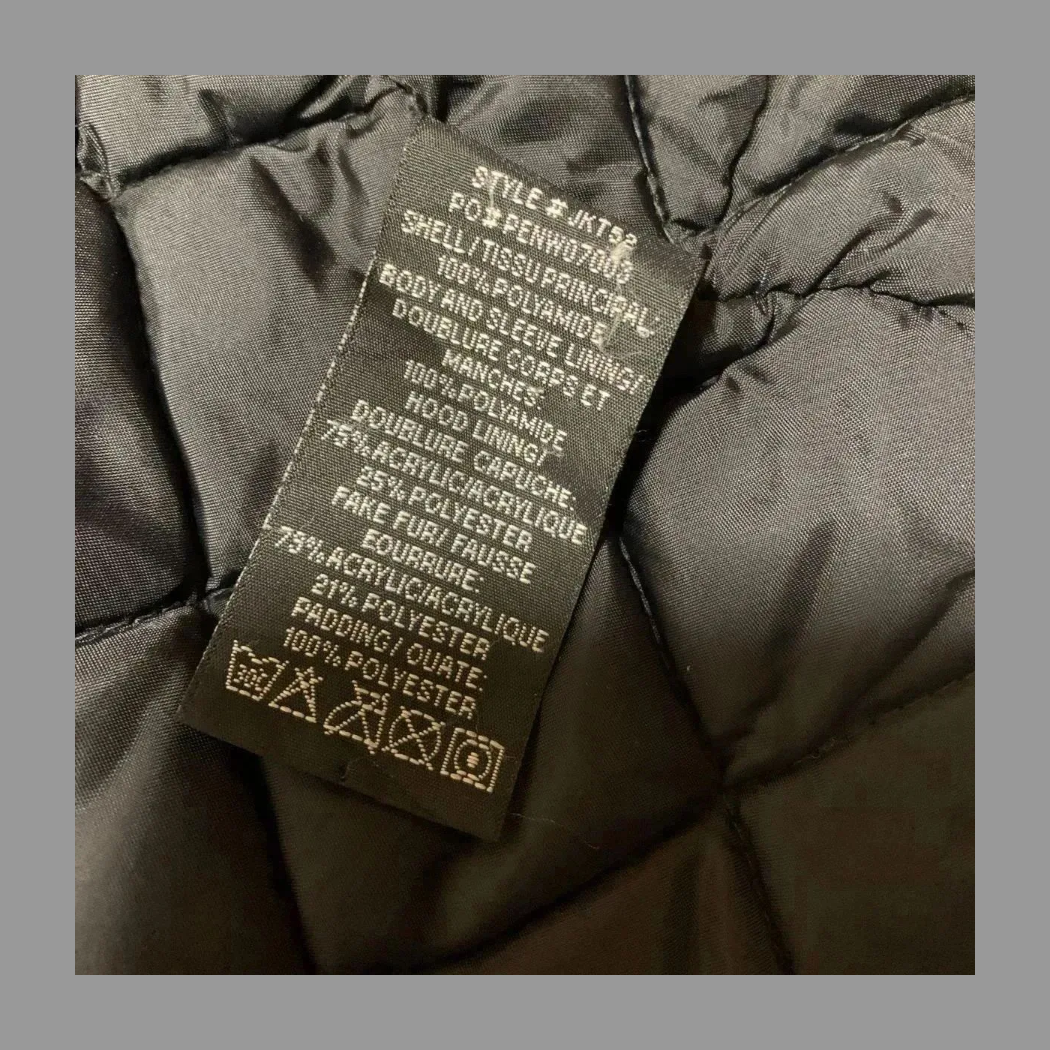 STYLE # JKT52
PO# PENW07003
SHELL/TISSU PRINCIPAL
100% POLYAMIDE
BODY AND SLEEVE LINING/
DOUBLURE CORPS ET
MANCHES:
100% POLYAMIDE
HOOD LINING/
DOUBLURE CAPUCHE.
75% ACRYLIC/ACRYLIQUE
25% POLYESTER
FAKE FUR/ FAUSSE
FOURRURE:
79% ACRYLIC/ACRYLIQUE
21% POLYESTER
PADDING/ OUATE.
100% POLYESTER
30C